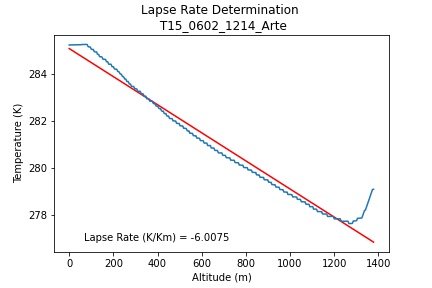 Lapse Rate Determination
T15_0602_1214_Arte
Temperature (K)
284
282
280
278
Lapse Rate (K/Km) = -6.0075
0 200 400 600 800 1000 1200 1400
Altitude (m)